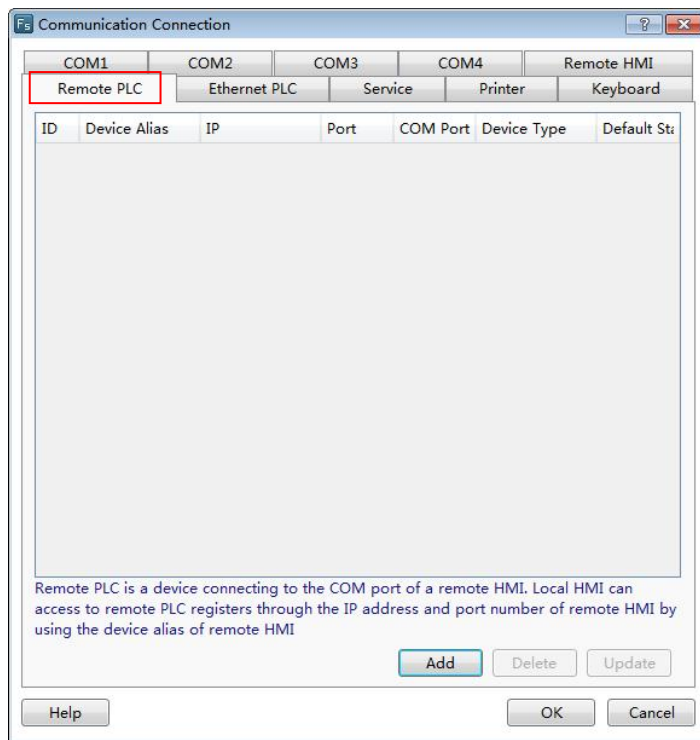 Fs Communication Connection
COM1 COM2 COM3 COM4 Remote HMI
Remote PLC Ethernet PLC Service Printer Keyboard
ID Device Alias IP Port COM Port Device Type Default Sta
Remote PLC is a device connecting to the COM port of a remote HMI. Local HMI can
access to remote PLC registers through the IP address and port number of remote HMI by
using the device alias of remote HMI
Add Delete Update
Help OK Cancel